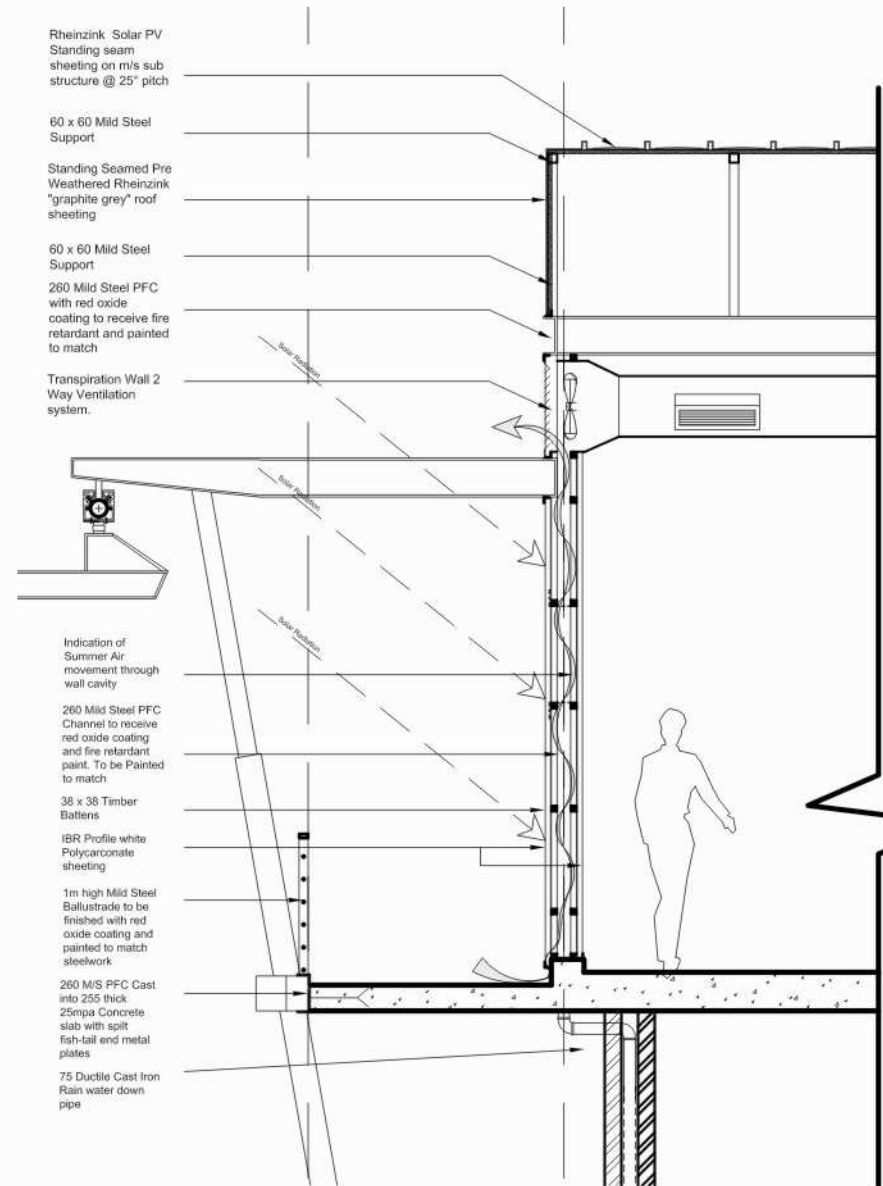 Rheinzink Solar PV
Standing seam
sheeting on m/s sub
structure @ 25° pitch
60 x 60 Mild Steel
Support
Standing Seamed Pre
Weathered Rheinzink
"graphite grey" roof
sheeting
60 x 60 Mild Steel
Support
260 Mild Steel PFC
with red oxide
coating to receive fire
retardant and painted
to match
Transpiration Wall 2
Way Ventilation
system.
Solar Radiation
Solar Radiation
Solar Radiation
Indication of
Summer Air
movement through
wall cavity
260 Mild Steel PFC
Channel to receive
red oxide coating
and fire retardant
paint. To be Painted
to match
38 x 38 Timber
Battens
IBR Profile white
Polycarconate
sheeting
1m high Mild Steel
Ballustrade to be
finished with red
oxide coating and
painted to match
steelwork
260 M/S PFC Cast
into 255 thick
25mpa Concrete
slab with spilt
fish-tail end metal
plates
75 Ductile Cast Iron
Rain water down
pipe